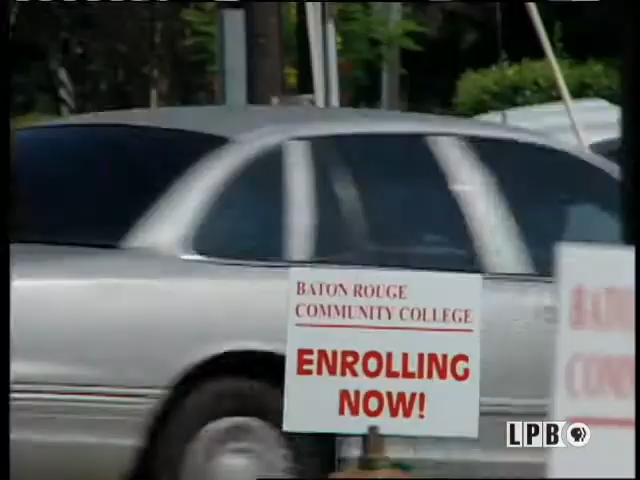 BATON ROUGE
COMMUNITY COLLEGE
ENROLLING
NOW!
LPB